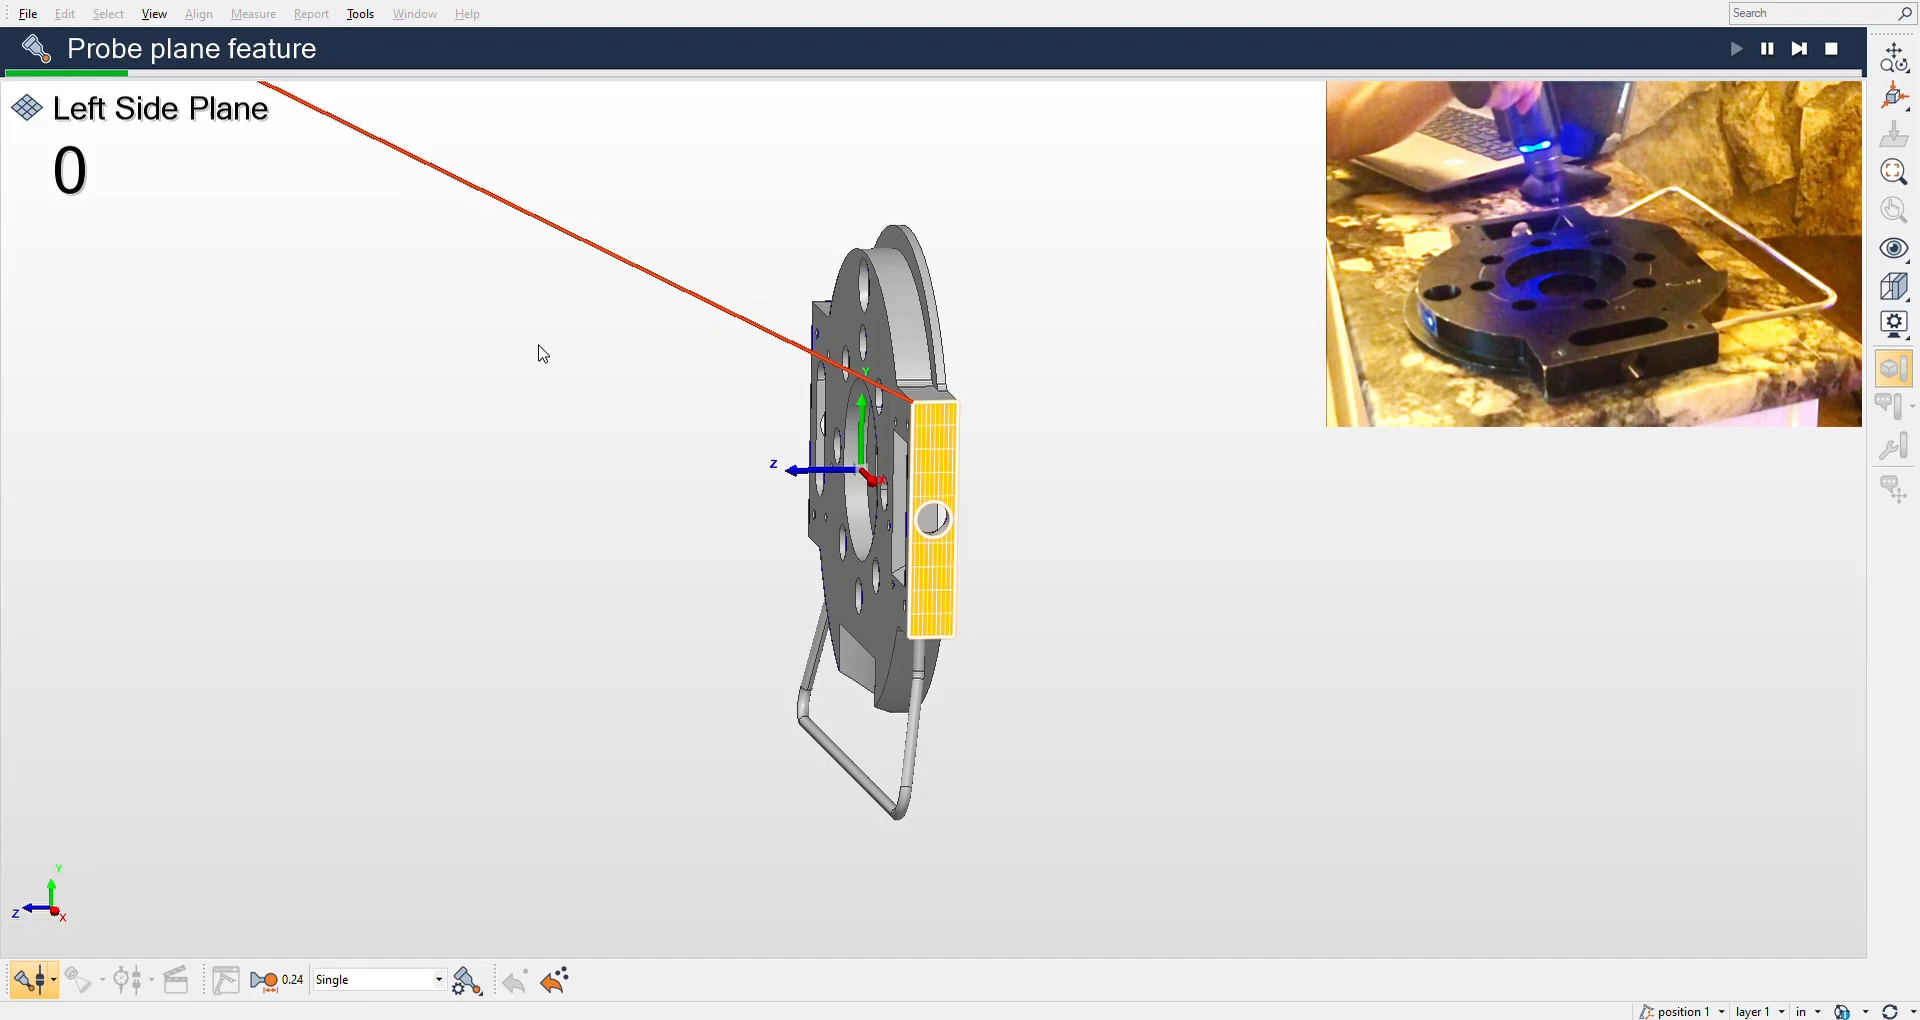 File Edit Select View Align Measure Report Tools Window Help
Search
Probe plane feature
Left Side Plane
0
Y
Z
X
Y
Z
X
0.24
Single
position 1
layer 1
in